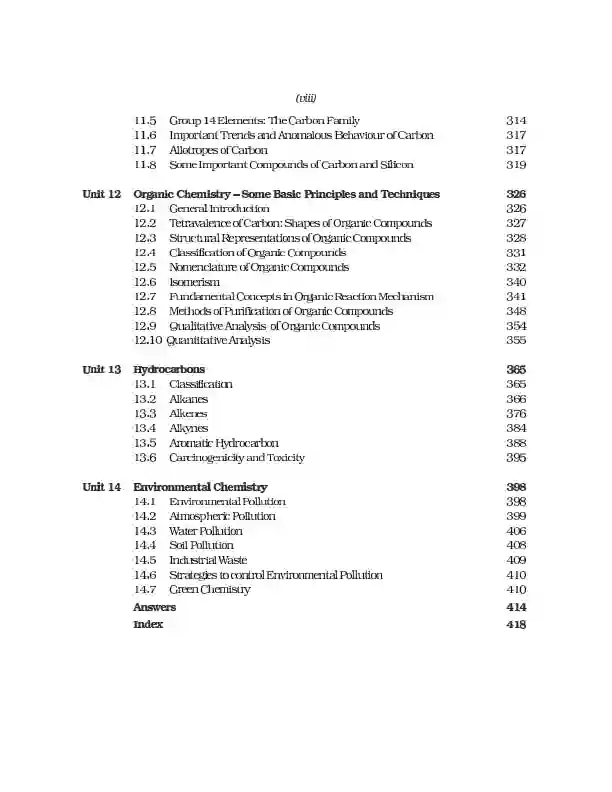 (viii)
11.5 Group 14 Elements: The Carbon Family 314
11.6 Important Trends and Anomalous Behaviour of Carbon 317
11.7 Allotropes of Carbon 317
11.8 Some Important Compounds of Carbon and Silicon 319
Unit 12 Organic Chemistry – Some Basic Principles and Techniques 326
12.1 General Introduction 326
12.2 Tetravalence of Carbon: Shapes of Organic Compounds 327
12.3 Structural Representations of Organic Compounds 328
12.4 Classification of Organic Compounds 331
12.5 Nomenclature of Organic Compounds 332
12.6 Isomerism 340
12.7 Fundamental Concepts in Organic Reaction Mechanism 341
12.8 Methods of Purification of Organic Compounds 348
12.9 Qualitative Analysis of Organic Compounds 354
12.10 Quantitative Analysis 355
Unit 13 Hydrocarbons 365
13.1 Classification 365
13.2 Alkanes 366
13.3 Alkenes 376
13.4 Alkynes 384
13.5 Aromatic Hydrocarbon 388
13.6 Carcinogenicity and Toxicity 395
Unit 14 Environmental Chemistry 398
14.1 Environmental Pollution 398
14.2 Atmospheric Pollution 399
14.3 Water Pollution 406
14.4 Soil Pollution 408
14.5 Industrial Waste 409
14.6 Strategies to control Environmental Pollution 410
14.7 Green Chemistry 410
Answers 414
Index 418